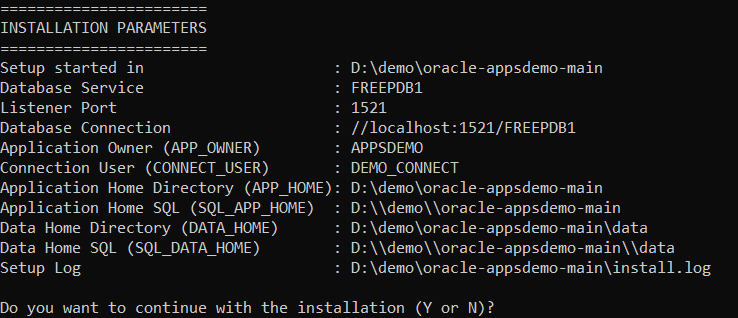 =======================
INSTALLATION PARAMETERS
=======================
Setup started in                     : D:\demo\oracle-appsdemo-main
Database Service                     : FREEPDB1
Listener Port                        : 1521
Database Connection                  : //localhost:1521/FREEPDB1
Application Owner (APP_OWNER)        : APPSDEMO
Connection User (CONNECT_USER)       : DEMO_CONNECT
Application Home Directory (APP_HOME): D:\demo\oracle-appsdemo-main
Application Home SQL (SQL_APP_HOME)  : D:\\demo\\oracle-appsdemo-main
Data Home Directory (DATA_HOME)      : D:\demo\oracle-appsdemo-main\data
Data Home SQL (SQL_DATA_HOME)        : D:\\demo\\oracle-appsdemo-main\\data
Setup Log                            : D:\demo\oracle-appsdemo-main\install.log

Do you want to continue with the installation (Y or N)?